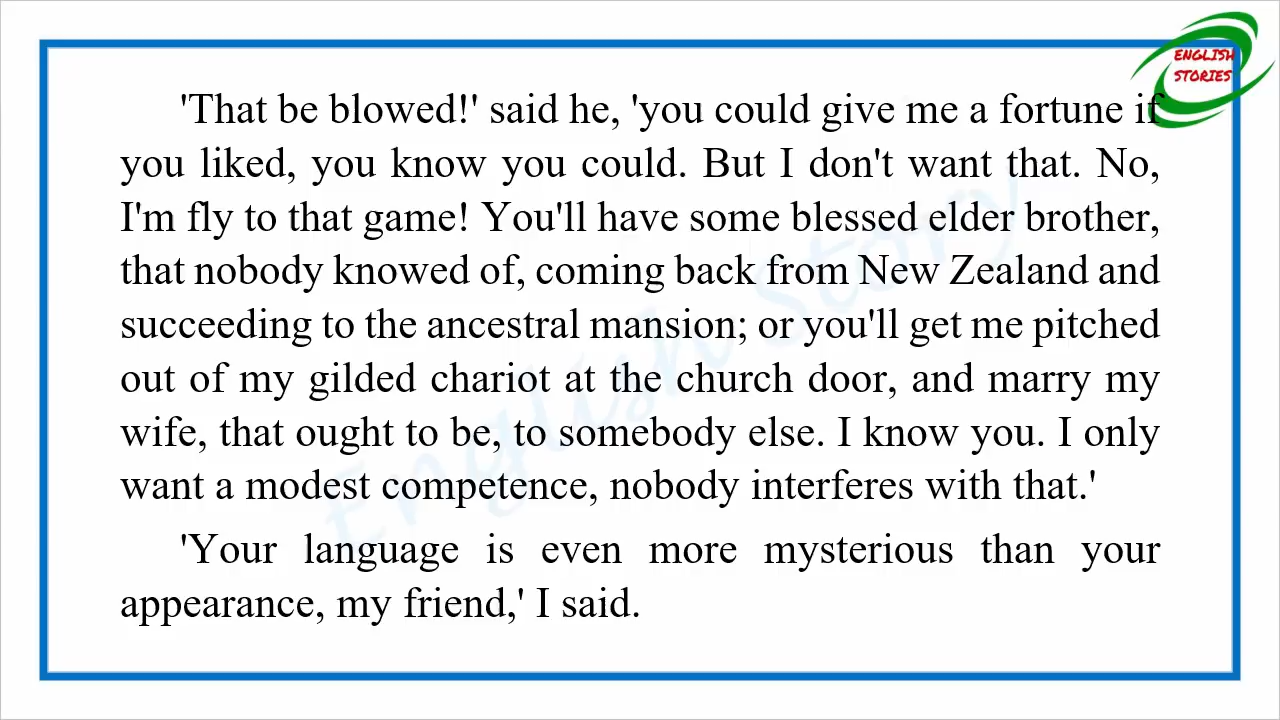 ENGLISH
STORIES
'That be blowed!' said he, 'you could give me a fortune if
you liked, you know you could. But I don't want that. No,
I'm fly to that game! You'll have some blessed elder brother,
that nobody knowed of, coming back from New Zealand and
succeeding to the ancestral mansion; or you'll get me pitched
out of my gilded chariot at the church door, and marry my
wife, that ought to be, to somebody else. I know you. I only
want a modest competence, nobody interferes with that.'
'Your language is even more mysterious than your
appearance, my friend,' I said.
English Story